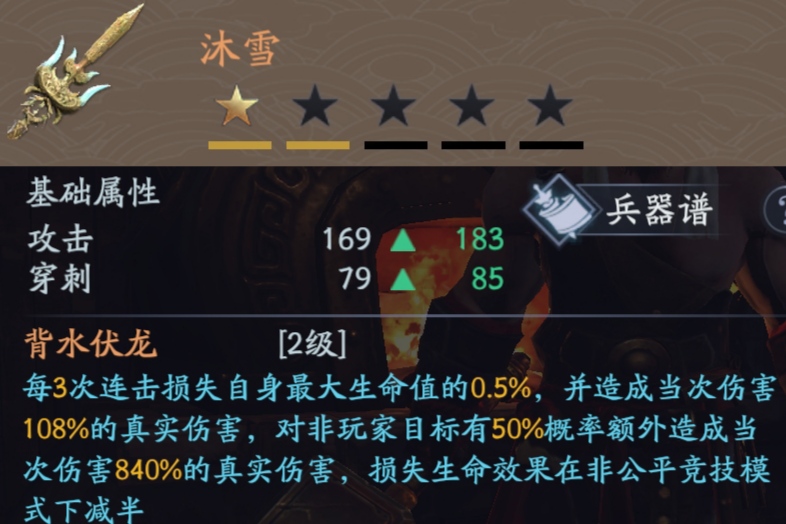 沐雪
基础属性
兵器谱
攻击 169 ▲ 183
穿刺 79 ▲ 85
背水伏龙 [2级]
每3次连击损失自身最大生命值的0.5%，并造成当次伤害
108%的真实伤害，对非玩家目标有50%概率额外造成当
次伤害840%的真实伤害，损失生命效果在非公平竞技模
式下减半